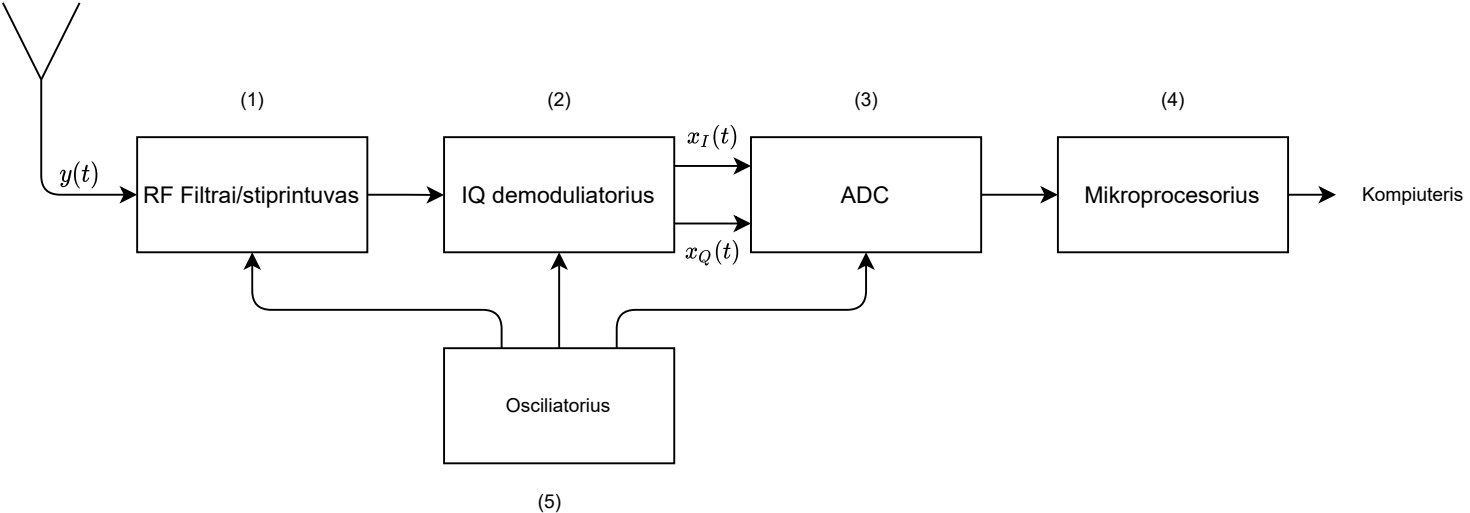 (1)
(2)
(3)
(4)
y(t)
RF Filtrai/stiprintuvas
IQ demoduliatorius
x_I(t)
x_Q(t)
ADC
Mikroprocesorius
Kompiuteris
Osciliatorius
(5)